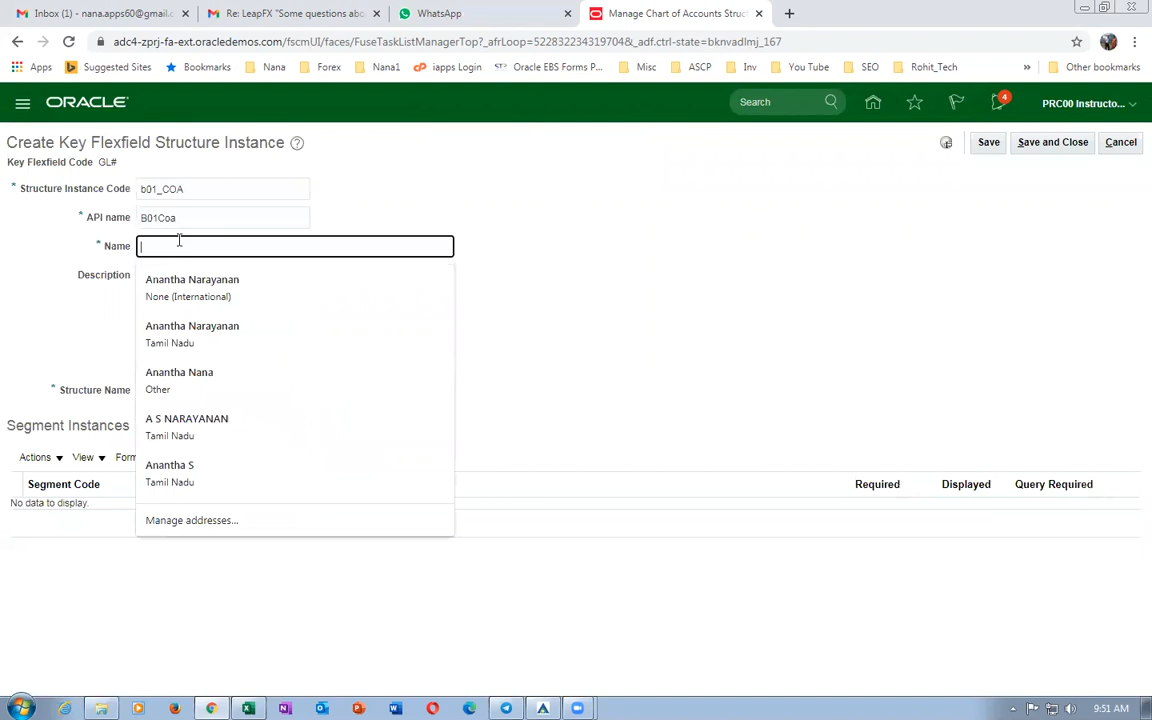 Inbox (1) - nana.apps60@gmail.c
Re: LeapFX "Some questions abo
WhatsApp
Manage Chart of Accounts Struct
adc4-zprj-fa-ext.oracledemos.com/fscmUI/faces/FuseTaskListManagerTop?_afrLoop=52283223431970​4&_adf.ctrl-state=bknvadlmj_167
Apps Suggested Sites Bookmarks Nana Forex Nana1 iapps Login Oracle EBS Forms P... Misc ASCP Inv You Tube SEO Rohit_Tech » Other bookmarks
ORACLE Search 4 PRC00 Instructo...
Create Key Flexfield Structure Instance ? Save Save and Close Cancel
Key Flexfield Code GL#
* Structure Instance Code b01_COA
* API name B01Coa
* Name
Description
Anantha Narayanan
None (International)
Anantha Narayanan
Tamil Nadu
Anantha Nana
Other
* Structure Name
A S NARAYANAN
Tamil Nadu
Segment Instances
Actions View Form
Anantha S
Tamil Nadu
Segment Code Required Displayed Query Required
No data to display.
Manage addresses...
9:51 AM